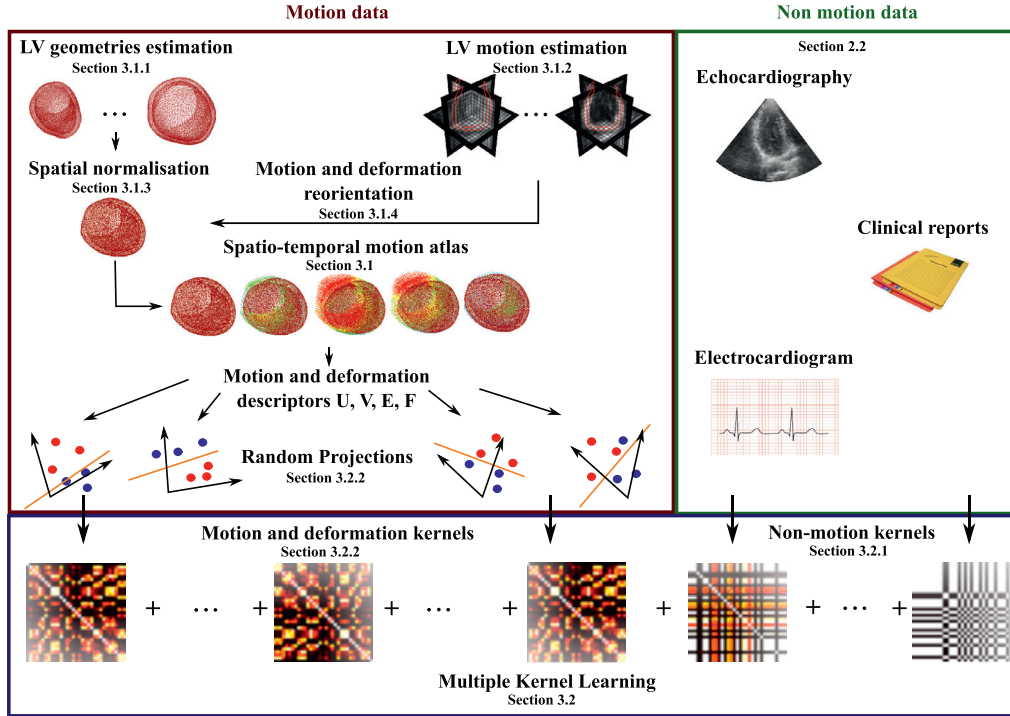 Motion data
Non motion data
LV geometries estimation
Section 3.1.1
...
LV motion estimation
Section 3.1.2
...
Spatial normalisation
Section 3.1.3
Motion and deformation
reorientation
Section 3.1.4
Spatio-temporal motion atlas
Section 3.1
Motion and deformation
descriptors U, V, E, F
Random Projections
Section 3.2.2
Section 2.2
Echocardiography
Clinical reports
Electrocardiogram
Motion and deformation kernels
Section 3.2.2
Non-motion kernels
Section 3.2.1
+ ... + + ... + + + ... +
Multiple Kernel Learning
Section 3.2